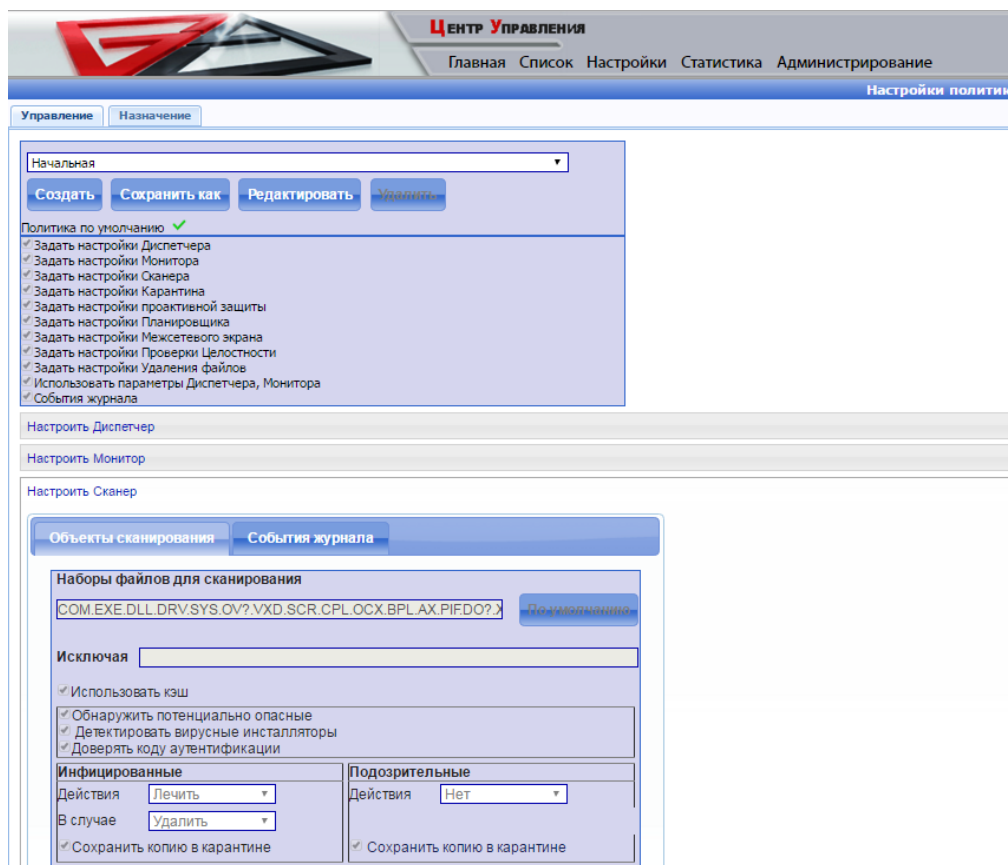 Центр Управления
Главная Список Настройки Статистика Администрирование
Настройки политик
Управление Назначение
Начальная
Создать Сохранить как Редактировать Удалить
Политика по умолчанию
Задать настройки Диспетчера
Задать настройки Монитора
Задать настройки Сканера
Задать настройки Карантина
Задать настройки проактивной защиты
Задать настройки Планировщика
Задать настройки Межсетевого экрана
Задать настройки Проверки Целостности
Задать настройки Удаления файлов
Использовать параметры Диспетчера, Монитора
События журнала
Настроить Диспетчер
Настроить Монитор
Настроить Сканер
Объекты сканирования События журнала
Наборы файлов для сканирования
COM.EXE.DLL.DRV.SYS.OV?.VXD.SCR.CPL.OCX.BPL.AX.PIF.DO?.X По умолчанию
Исключая
Использовать кэш
Обнаружить потенциально опасные
Детектировать вирусные инсталляторы
Доверять коду аутентификации
Инфицированные Подозрительные
Действия Лечить Действия Нет
В случае Удалить
Сохранить копию в карантине Сохранить копию в карантине